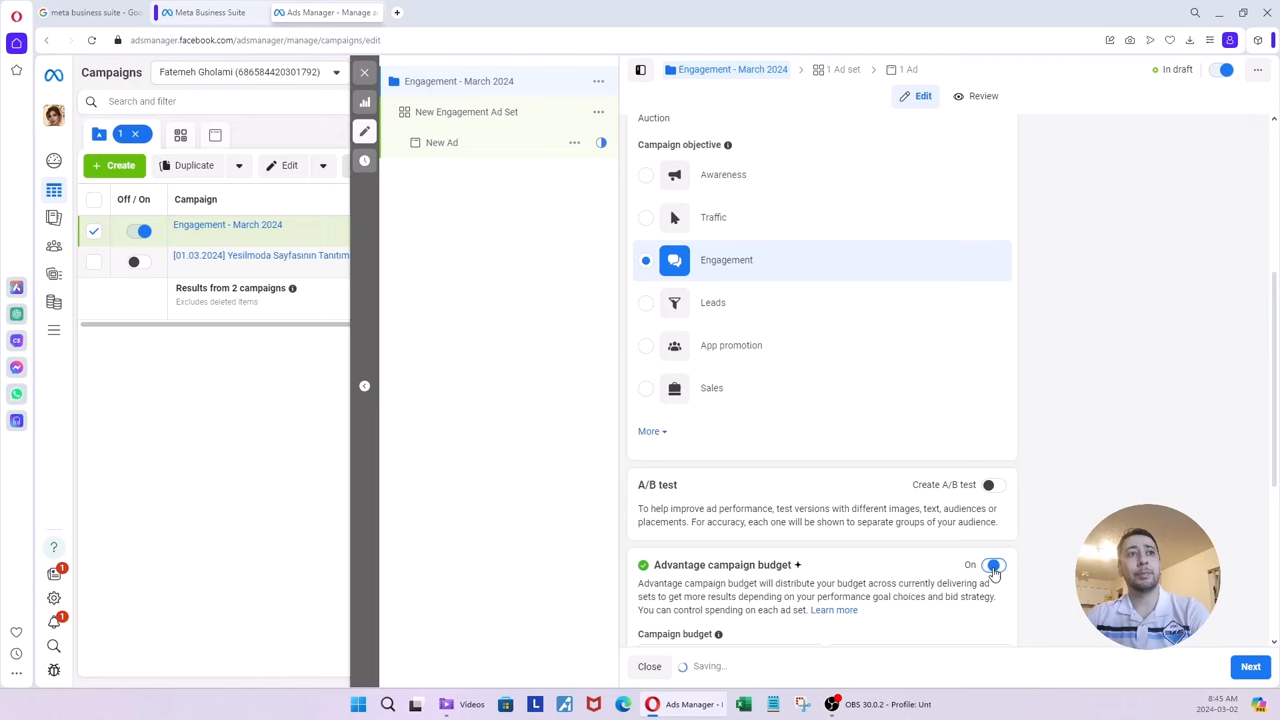 meta business suite - Goo
Meta Business Suite
Ads Manager - Manage a
adsmanager.facebook.com/adsmanager/manage/campaigns/edit
Campaigns
Fatemeh Gholami (686584420301792)
Search and filter
1
Create
Duplicate
Edit
Off / On
Campaign
Engagement - March 2024
[01.03.2024] Yesilmoda Sayfasının Tanıtım
Results from 2 campaigns
Excludes deleted items
1
1
Engagement - March 2024
New Engagement Ad Set
New Ad
Engagement - March 2024
1 Ad set
1 Ad
In draft
Edit
Review
Auction
Campaign objective
Awareness
Traffic
Engagement
Leads
App promotion
Sales
More
A/B test
Create A/B test
To help improve ad performance, test versions with different images, text, audiences or
placements. For accuracy, each one will be shown to separate groups of your audience.
Advantage campaign budget +
On
Advantage campaign budget will distribute your budget across currently delivering ad
sets to get more results depending on your performance goal choices and bid strategy.
You can control spending on each ad set. Learn more
Campaign budget
Close
Saving...
Next
Videos
Ads Manager - I
OBS 30.0.2 - Profile: Unt
8:45 AM
2024-03-02